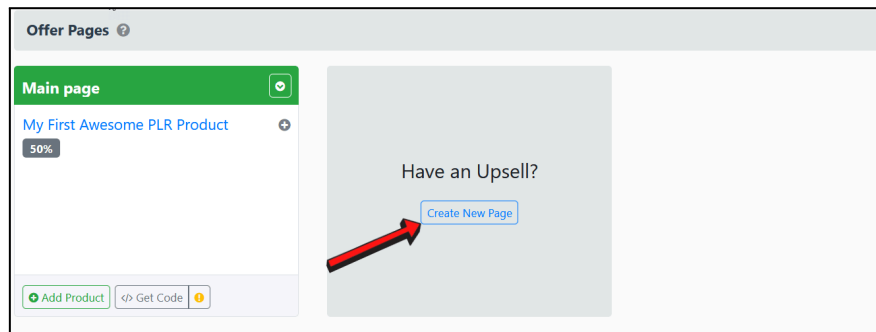 Offer Pages
Main page
My First Awesome PLR Product
50%
Have an Upsell?
Create New Page
Add Product
</> Get Code